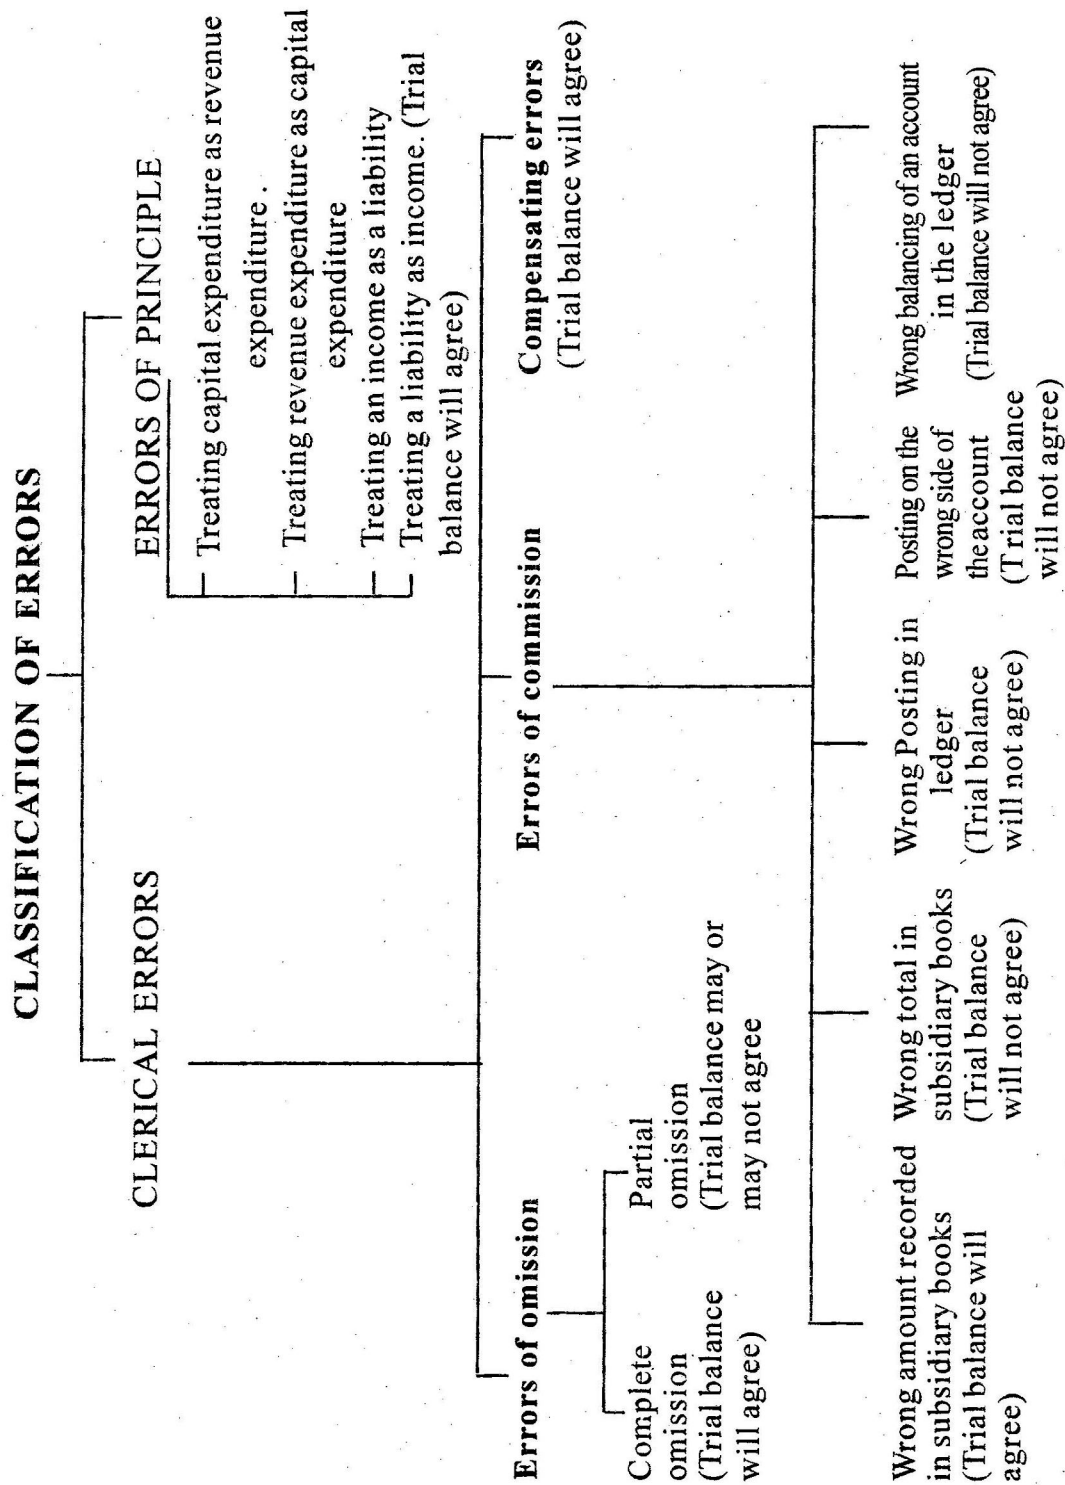 CLASSIFICATION OF ERRORS
CLERICAL ERRORS
ERRORS OF PRINCIPLE
Treating capital expenditure as revenue
expenditure.
Treating revenue expenditure as capital
expenditure
Treating an income as a liability
Treating a liability as income. (Trial
balance will agree)
Errors of omission
Errors of commission
Compensating errors
(Trial balance will agree)
Complete
omission
(Trial balance
will agree)
Partial
omission
(Trial balance may or
may not agree
Wrong amount recorded
in subsidiary books
(Trial balance will
agree)
Wrong total in
subsidiary books
(Trial balance
will not agree)
Wrong Posting in
ledger
(Trial balance
will not agree)
Posting on the
wrong side of
theaccount
(Trial balance
will not agree)
Wrong balancing of an account
in the ledger
(Trial balance will not agree)